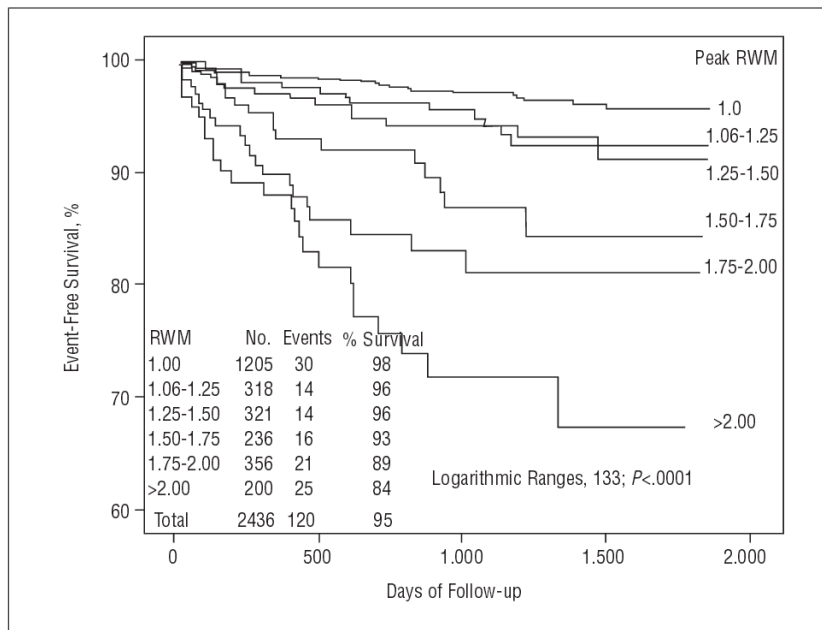 Peak RWM
100
90
80
70
60
Event-Free Survival, %
1.0
1.06-1.25
1.25-1.50
1.50-1.75
1.75-2.00
>2.00
RWM No. Events % Survival
1.00 1205 30 98
1.06-1.25 318 14 96
1.25-1.50 321 14 96
1.50-1.75 236 16 93
1.75-2.00 356 21 89
>2.00 200 25 84
Total 2436 120 95
Logarithmic Ranges, 133; P<.0001
0 500 1.000 1.500 2.000
Days of Follow-up